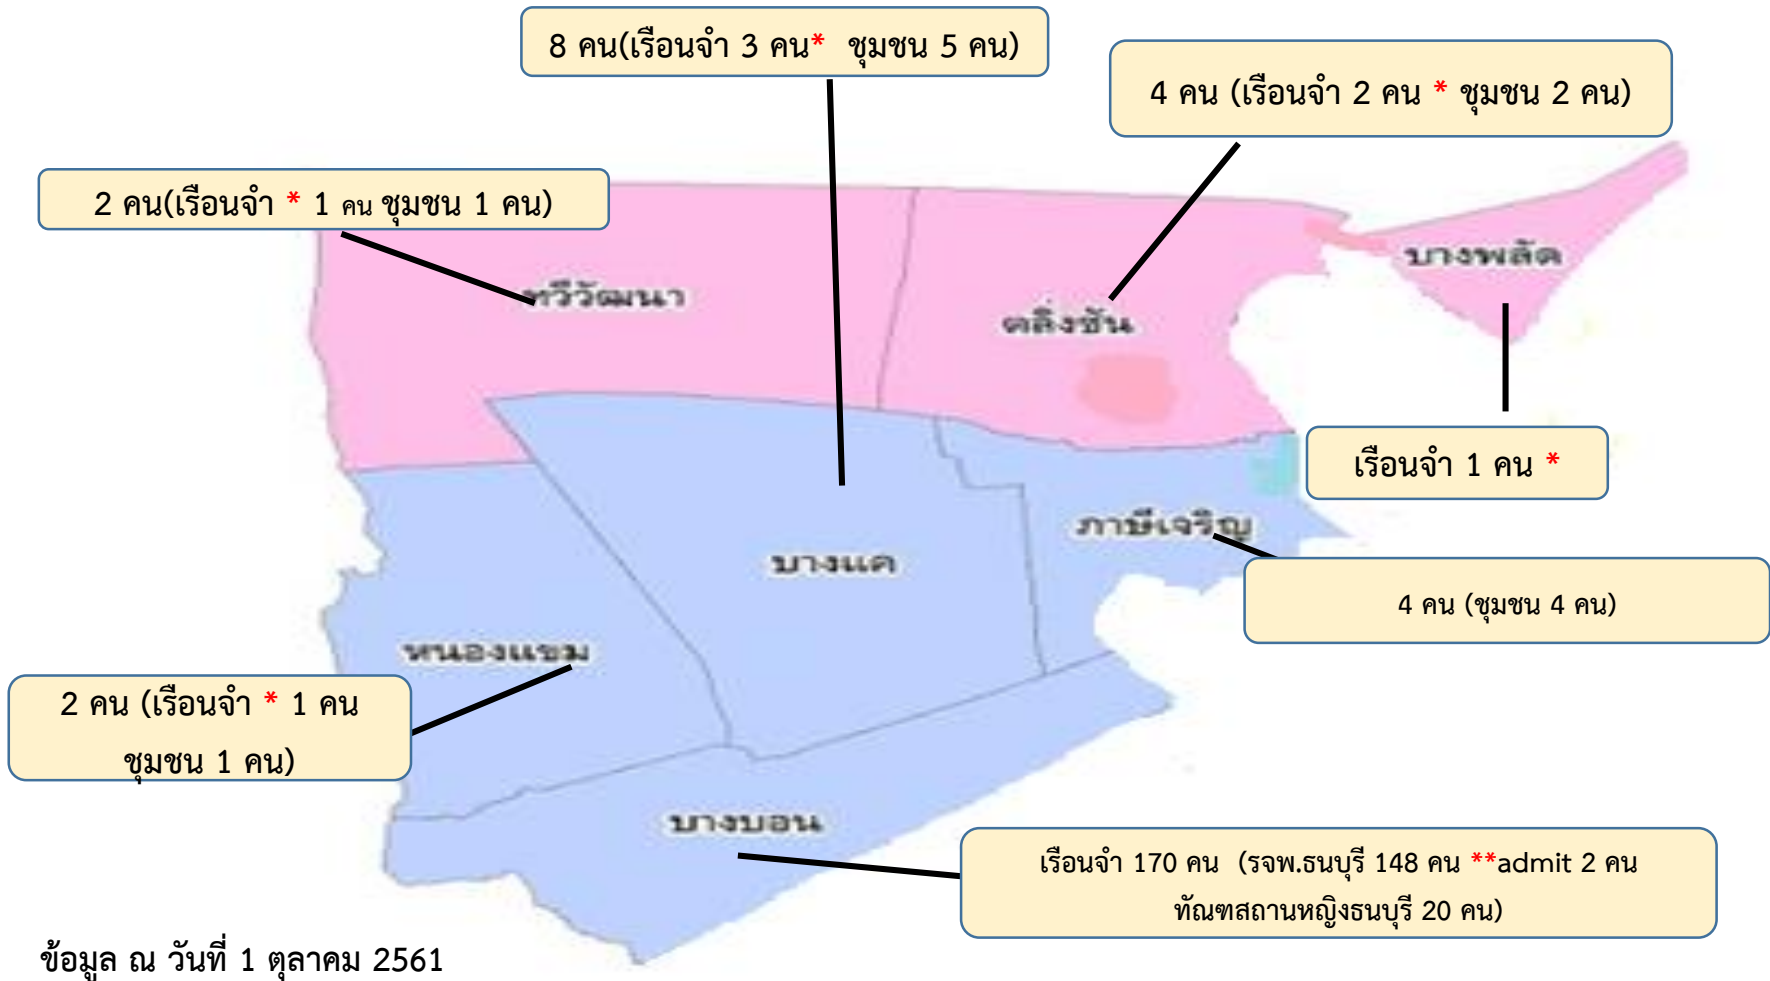 8 คน(เรือนจำ 3 คน* ชุมชน 5 คน)
4 คน (เรือนจำ 2 คน * ชุมชน 2 คน)
2 คน(เรือนจำ * 1 คน ชุมชน 1 คน)
บางพลัด
ทวีวัฒนา
ตลิ่งชัน
เรือนจำ 1 คน *
ภาษีเจริญ
บางแค
4 คน (ชุมชน 4 คน)
หนองแขม
2 คน (เรือนจำ * 1 คน
ชุมชน 1 คน)
บางบอน
เรือนจำ 170 คน (รจพ.ธนบุรี 148 คน **admit 2 คน
ทัณฑสถานหญิงธนบุรี 20 คน)
ข้อมูล ณ วันที่ 1 ตุลาคม 2561